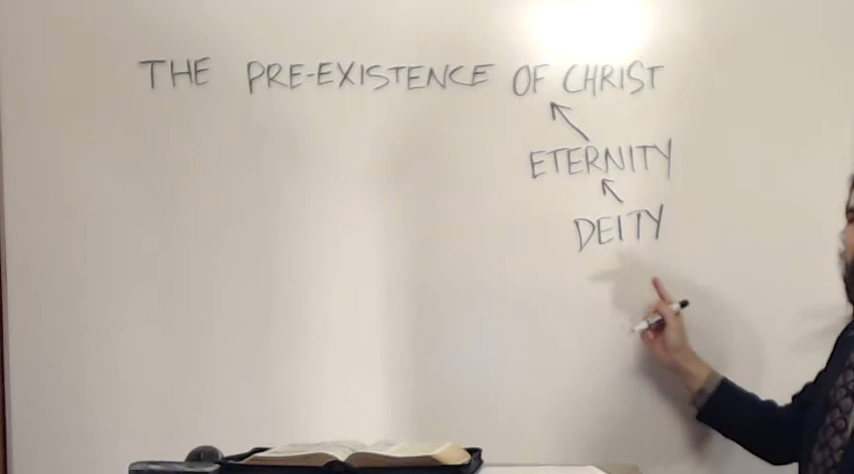 THE PRE-EXISTENCE OF CHRIST
ETERNITY
DEITY